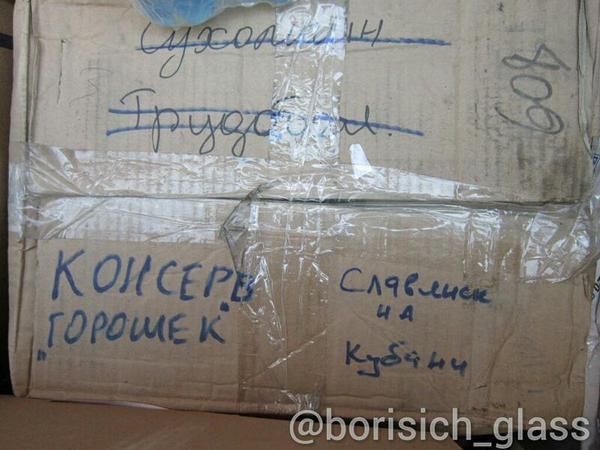 КОНСЕРВ
„ГОРОШЕК"
Славянск
на
Кубани
@borisich_glass